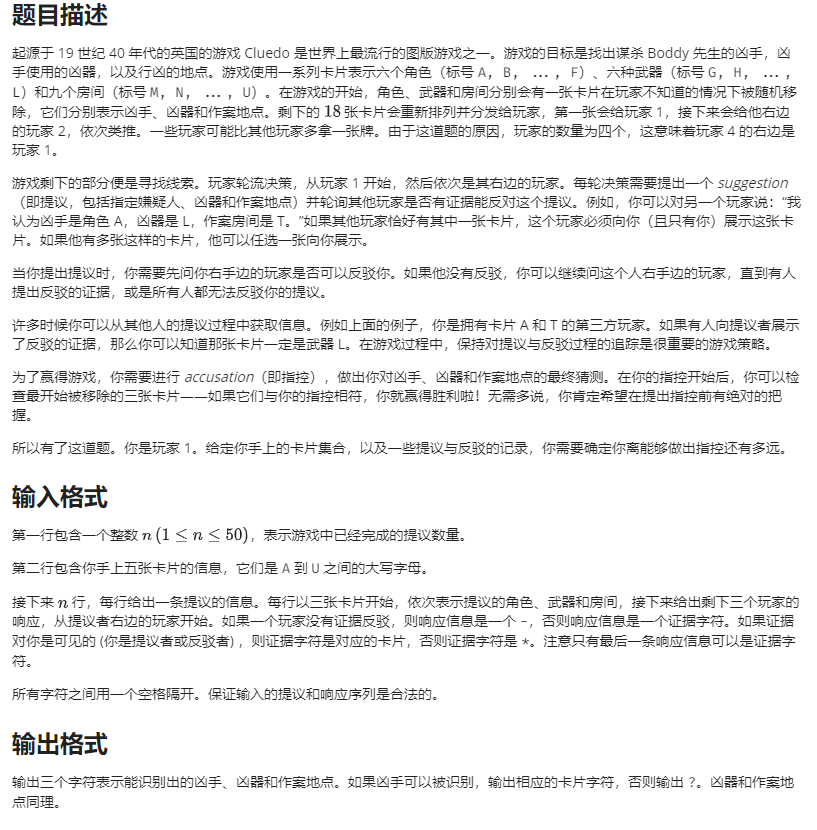 题目描述
起源于 19 世纪 40 年代的英国的游戏 Cluedo 是世界上最流行的图版游戏之一。游戏的目标是找出谋杀 Boddy 先生的凶手，凶
手使用的凶器，以及行凶的地点。游戏使用一系列卡片表示六个角色（标号 A， B， ...， F）、六种武器（标号 G， H， ...，
L）和九个房间（标号 M， N， ...， U）。在游戏的开始，角色、武器和房间分别会有一张卡片在玩家不知道的情况下被随机移
除，它们分别表示凶手、凶器和作案地点。剩下的 18 张卡片会重新排列并分发给玩家，第一张会给玩家 1，接下来会给他右边
的玩家 2，依次类推。一些玩家可能比其他玩家多拿一张牌。由于这道题的原因，玩家的数量为四个，这意味着玩家 4 的右边是
玩家 1。
游戏剩下的部分便是寻找线索。玩家轮流决策，从玩家 1 开始，然后依次是其右边的玩家。每轮决策需要提出一个 suggestion
（即提议，包括指定嫌疑人、凶器和作案地点）并轮询其他玩家是否有证据能反对这个提议。例如，你可以对另一个玩家说：“我
认为凶手是角色 A，凶器是 L，作案房间是 T。”如果其他玩家恰好有其中一张卡片，这个玩家必须向你（且只有你）展示这张卡
片。如果他有多张这样的卡片，他可以任选一张向你展示。
当你提出提议时，你需要先问你右手边的玩家是否可以反驳你。如果他没有反驳，你可以继续问这个人右手边的玩家，直到有人
提出反驳的证据，或是所有人都无法反驳你的提议。
许多时候你可以从其他人的提议过程中获取信息。例如上面的例子，你是拥有卡片 A 和 T 的第三方玩家。如果有人向提议者展示
了反驳的证据，那么你可以知道那张卡片一定是武器 L。在游戏过程中，保持对提议与反驳过程的追踪是很重要的游戏策略。
为了赢得游戏，你需要进行 accusation（即指控），做出你对凶手、凶器和作案地点的最终猜测。在你的指控开始后，你可以检
查最开始被移除的三张卡片——如果它们与你的指控相符，你就赢得胜利啦！无需多说，你肯定希望在提出指控前有绝对的把
握。
所以有了这道题。你是玩家 1。给定你手上的卡片集合，以及一些提议与反驳的记录，你需要确定你离能够做出指控还有多远。
输入格式
第一行包含一个整数 n (1 ≤ n ≤ 50)，表示游戏中已经完成的提议数量。
第二行包含你手上五张卡片的信息，它们是 A 到 U 之间的大写字母。
接下来 n 行，每行给出一条提议的信息。每行以三张卡片开始，依次表示提议的角色、武器和房间，接下来给出剩下三个玩家的
响应，从提议者右边的玩家开始。如果一个玩家没有证据反驳，则响应信息是一个 -，否则响应信息是一个证据字符。如果证据
对你是可见的 (你是提议者或反驳者) ，则证据字符是对应的卡片，否则证据字符是 *。注意只有最后一条响应信息可以是证据字
符。
所有字符之间用一个空格隔开。保证输入的提议和响应序列是合法的。
输出格式
输出三个字符表示能识别出的凶手、凶器和作案地点。如果凶手可以被识别，输出相应的卡片字符，否则输出 ?。凶器和作案地
点同理。